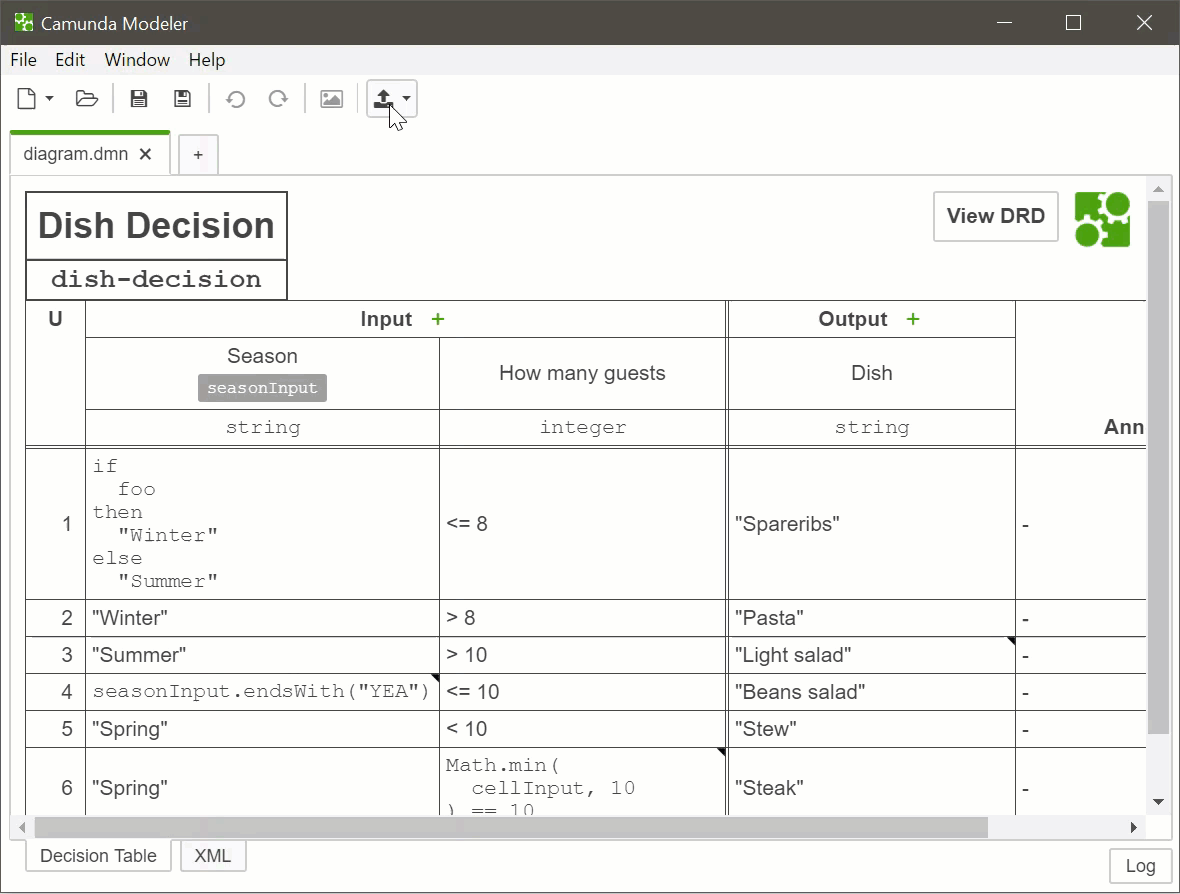 Camunda Modeler
File Edit Window Help
diagram.dmn × +
Dish Decision
View DRD
dish-decision
U Input + Output +
Season
seasonInput
How many guests
Dish
string integer string
Ann
if
foo
then
"Winter"
else
"Summer"
1 <= 8 "Spareribs" -
2 "Winter" > 8 "Pasta" -
3 "Summer" > 10 "Light salad" -
4 seasonInput.endsWith("YEA") <= 10 "Beans salad" -
5 "Spring" < 10 "Stew" -
6 "Spring"
Math.min(
cellInput, 10
) == 10
"Steak" -
Decision Table XML
Log